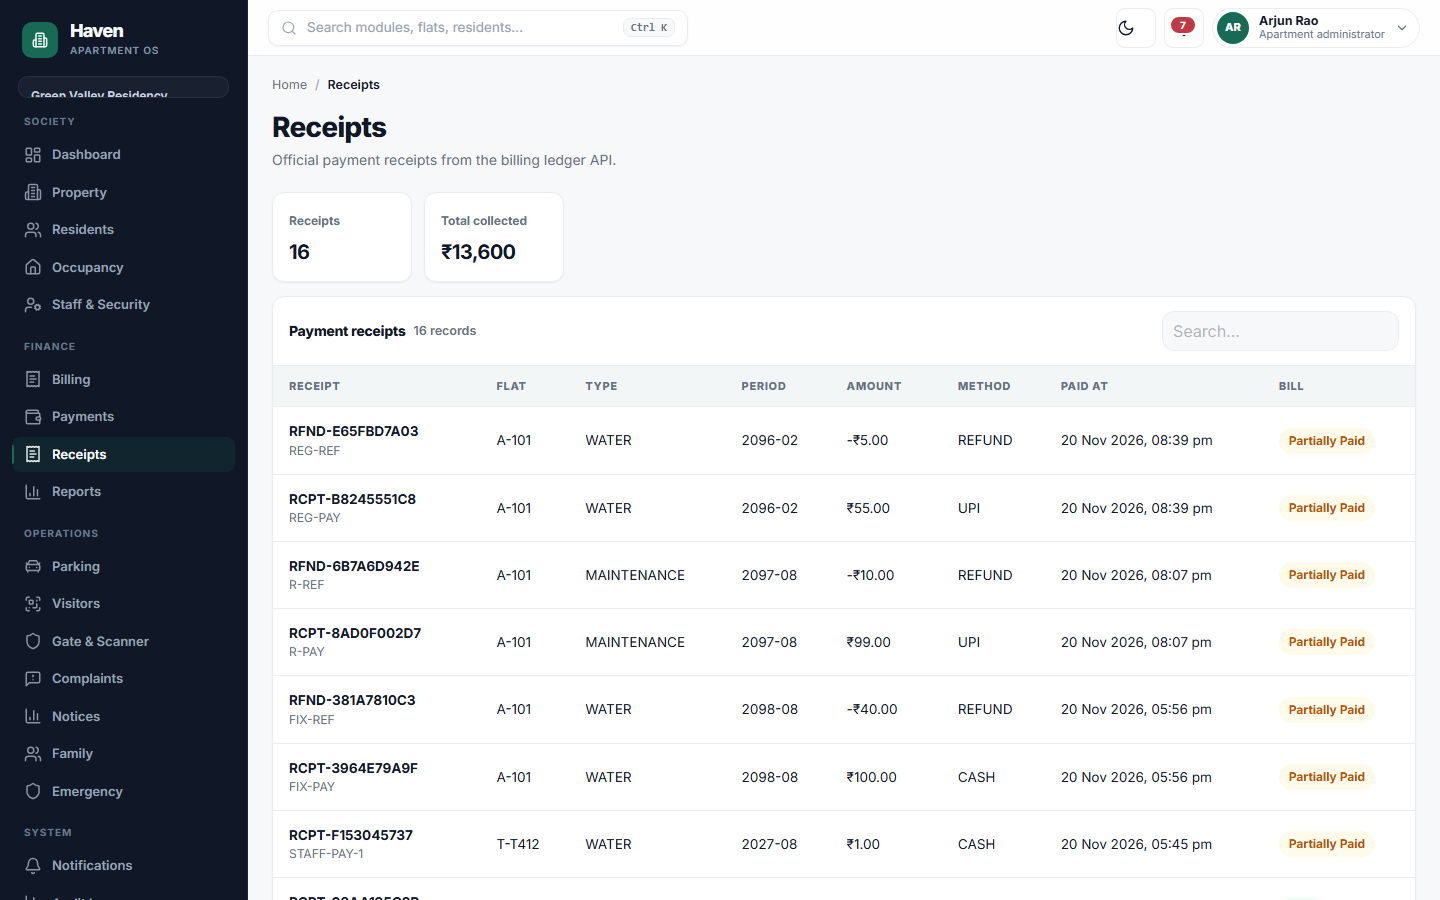 Haven
APARTMENT OS
Green Valley Residency
SOCIETY
Dashboard
Property
Residents
Occupancy
Staff & Security
FINANCE
Billing
Payments
Receipts
Reports
OPERATIONS
Parking
Visitors
Gate & Scanner
Complaints
Notices
Family
Emergency
SYSTEM
Notifications
Search modules, flats, residents...
Ctrl K
7
AR
Arjun Rao
Apartment administrator
Home / Receipts
Receipts
Official payment receipts from the billing ledger API.
Receipts
16
Total collected
₹13,600
Payment receipts 16 records
Search...
RECEIPT FLAT TYPE PERIOD AMOUNT METHOD PAID AT BILL
RFND-E65FBD7A03 A-101 WATER 2096-02 -₹5.00 REFUND 20 Nov 2026, 08:39 pm Partially Paid
REG-REF
RCPT-B8245551C8 A-101 WATER 2096-02 ₹55.00 UPI 20 Nov 2026, 08:39 pm Partially Paid
REG-PAY
RFND-6B7A6D942E A-101 MAINTENANCE 2097-08 -₹10.00 REFUND 20 Nov 2026, 08:07 pm Partially Paid
R-REF
RCPT-8AD0F002D7 A-101 MAINTENANCE 2097-08 ₹99.00 UPI 20 Nov 2026, 08:07 pm Partially Paid
R-PAY
RFND-381A7810C3 A-101 WATER 2098-08 -₹40.00 REFUND 20 Nov 2026, 05:56 pm Partially Paid
FIX-REF
RCPT-3964E79A9F A-101 WATER 2098-08 ₹100.00 CASH 20 Nov 2026, 05:56 pm Partially Paid
FIX-PAY
RCPT-F153045737 T-T412 WATER 2027-08 ₹1.00 CASH 20 Nov 2026, 05:45 pm Partially Paid
STAFF-PAY-1